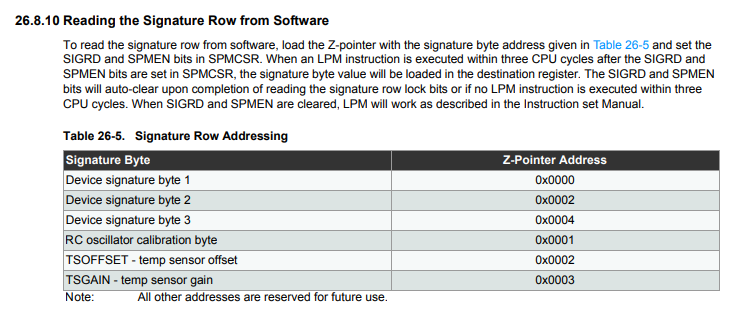 26.8.10 Reading the Signature Row from Software
To read the signature row from software, load the Z-pointer with the signature byte address given in Table 26-5 and set the
SIGRD and SPMEN bits in SPMCSR. When an LPM instruction is executed within three CPU cycles after the SIGRD and
SPMEN bits are set in SPMCSR, the signature byte value will be loaded in the destination register. The SIGRD and SPMEN
bits will auto-clear upon completion of reading the signature row lock bits or if no LPM instruction is executed within three
CPU cycles. When SIGRD and SPMEN are cleared, LPM will work as described in the Instruction set Manual.
Table 26-5. Signature Row Addressing
Signature Byte Z-Pointer Address
Device signature byte 1 0x0000
Device signature byte 2 0x0002
Device signature byte 3 0x0004
RC oscillator calibration byte 0x0001
TSOFFSET - temp sensor offset 0x0002
TSGAIN - temp sensor gain 0x0003
Note: All other addresses are reserved for future use.